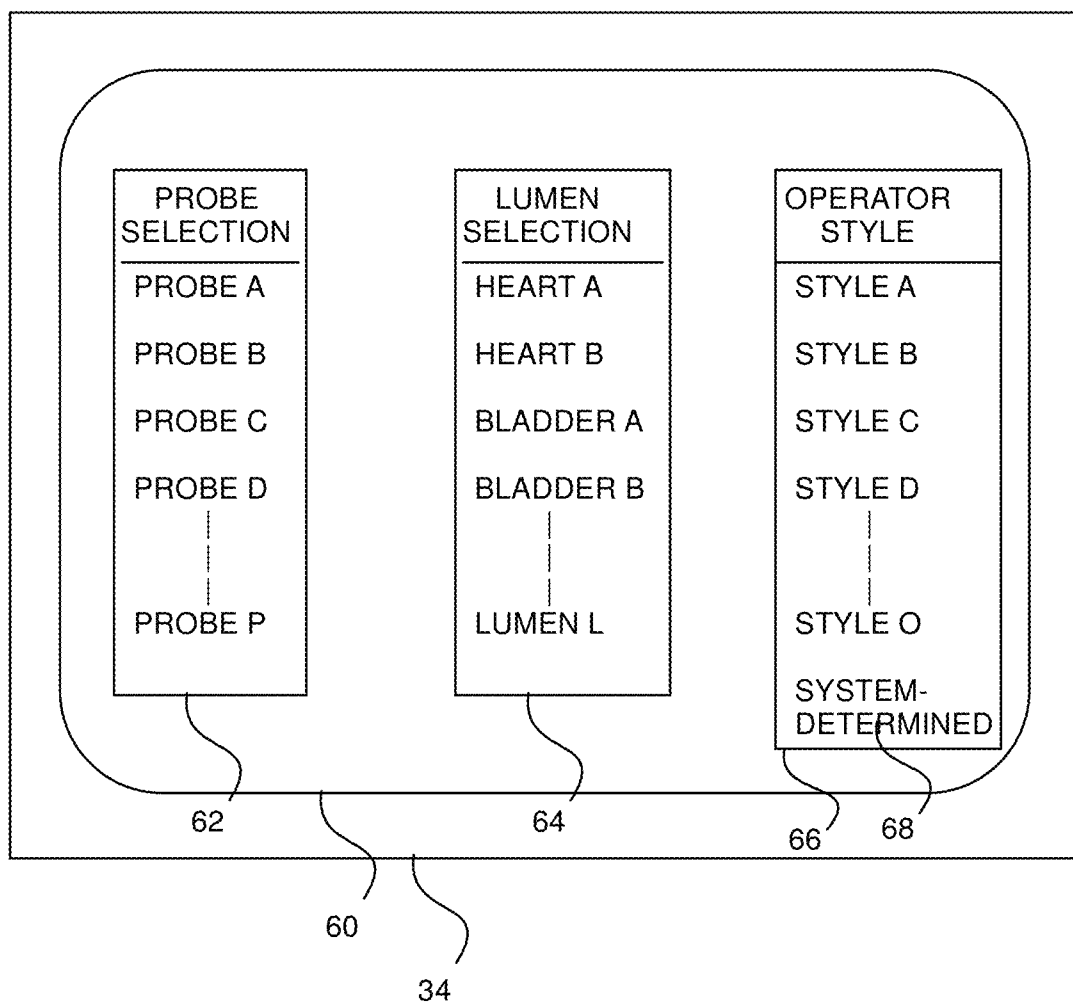 PROBE
SELECTION
PROBE A
PROBE B
PROBE C
PROBE D
PROBE P
LUMEN
SELECTION
HEART A
HEART B
BLADDER A
BLADDER B
LUMEN L
OPERATOR
STYLE
STYLE A
STYLE B
STYLE C
STYLE D
STYLE O
SYSTEM-
DETERMINED
62
64
66
68
60
34